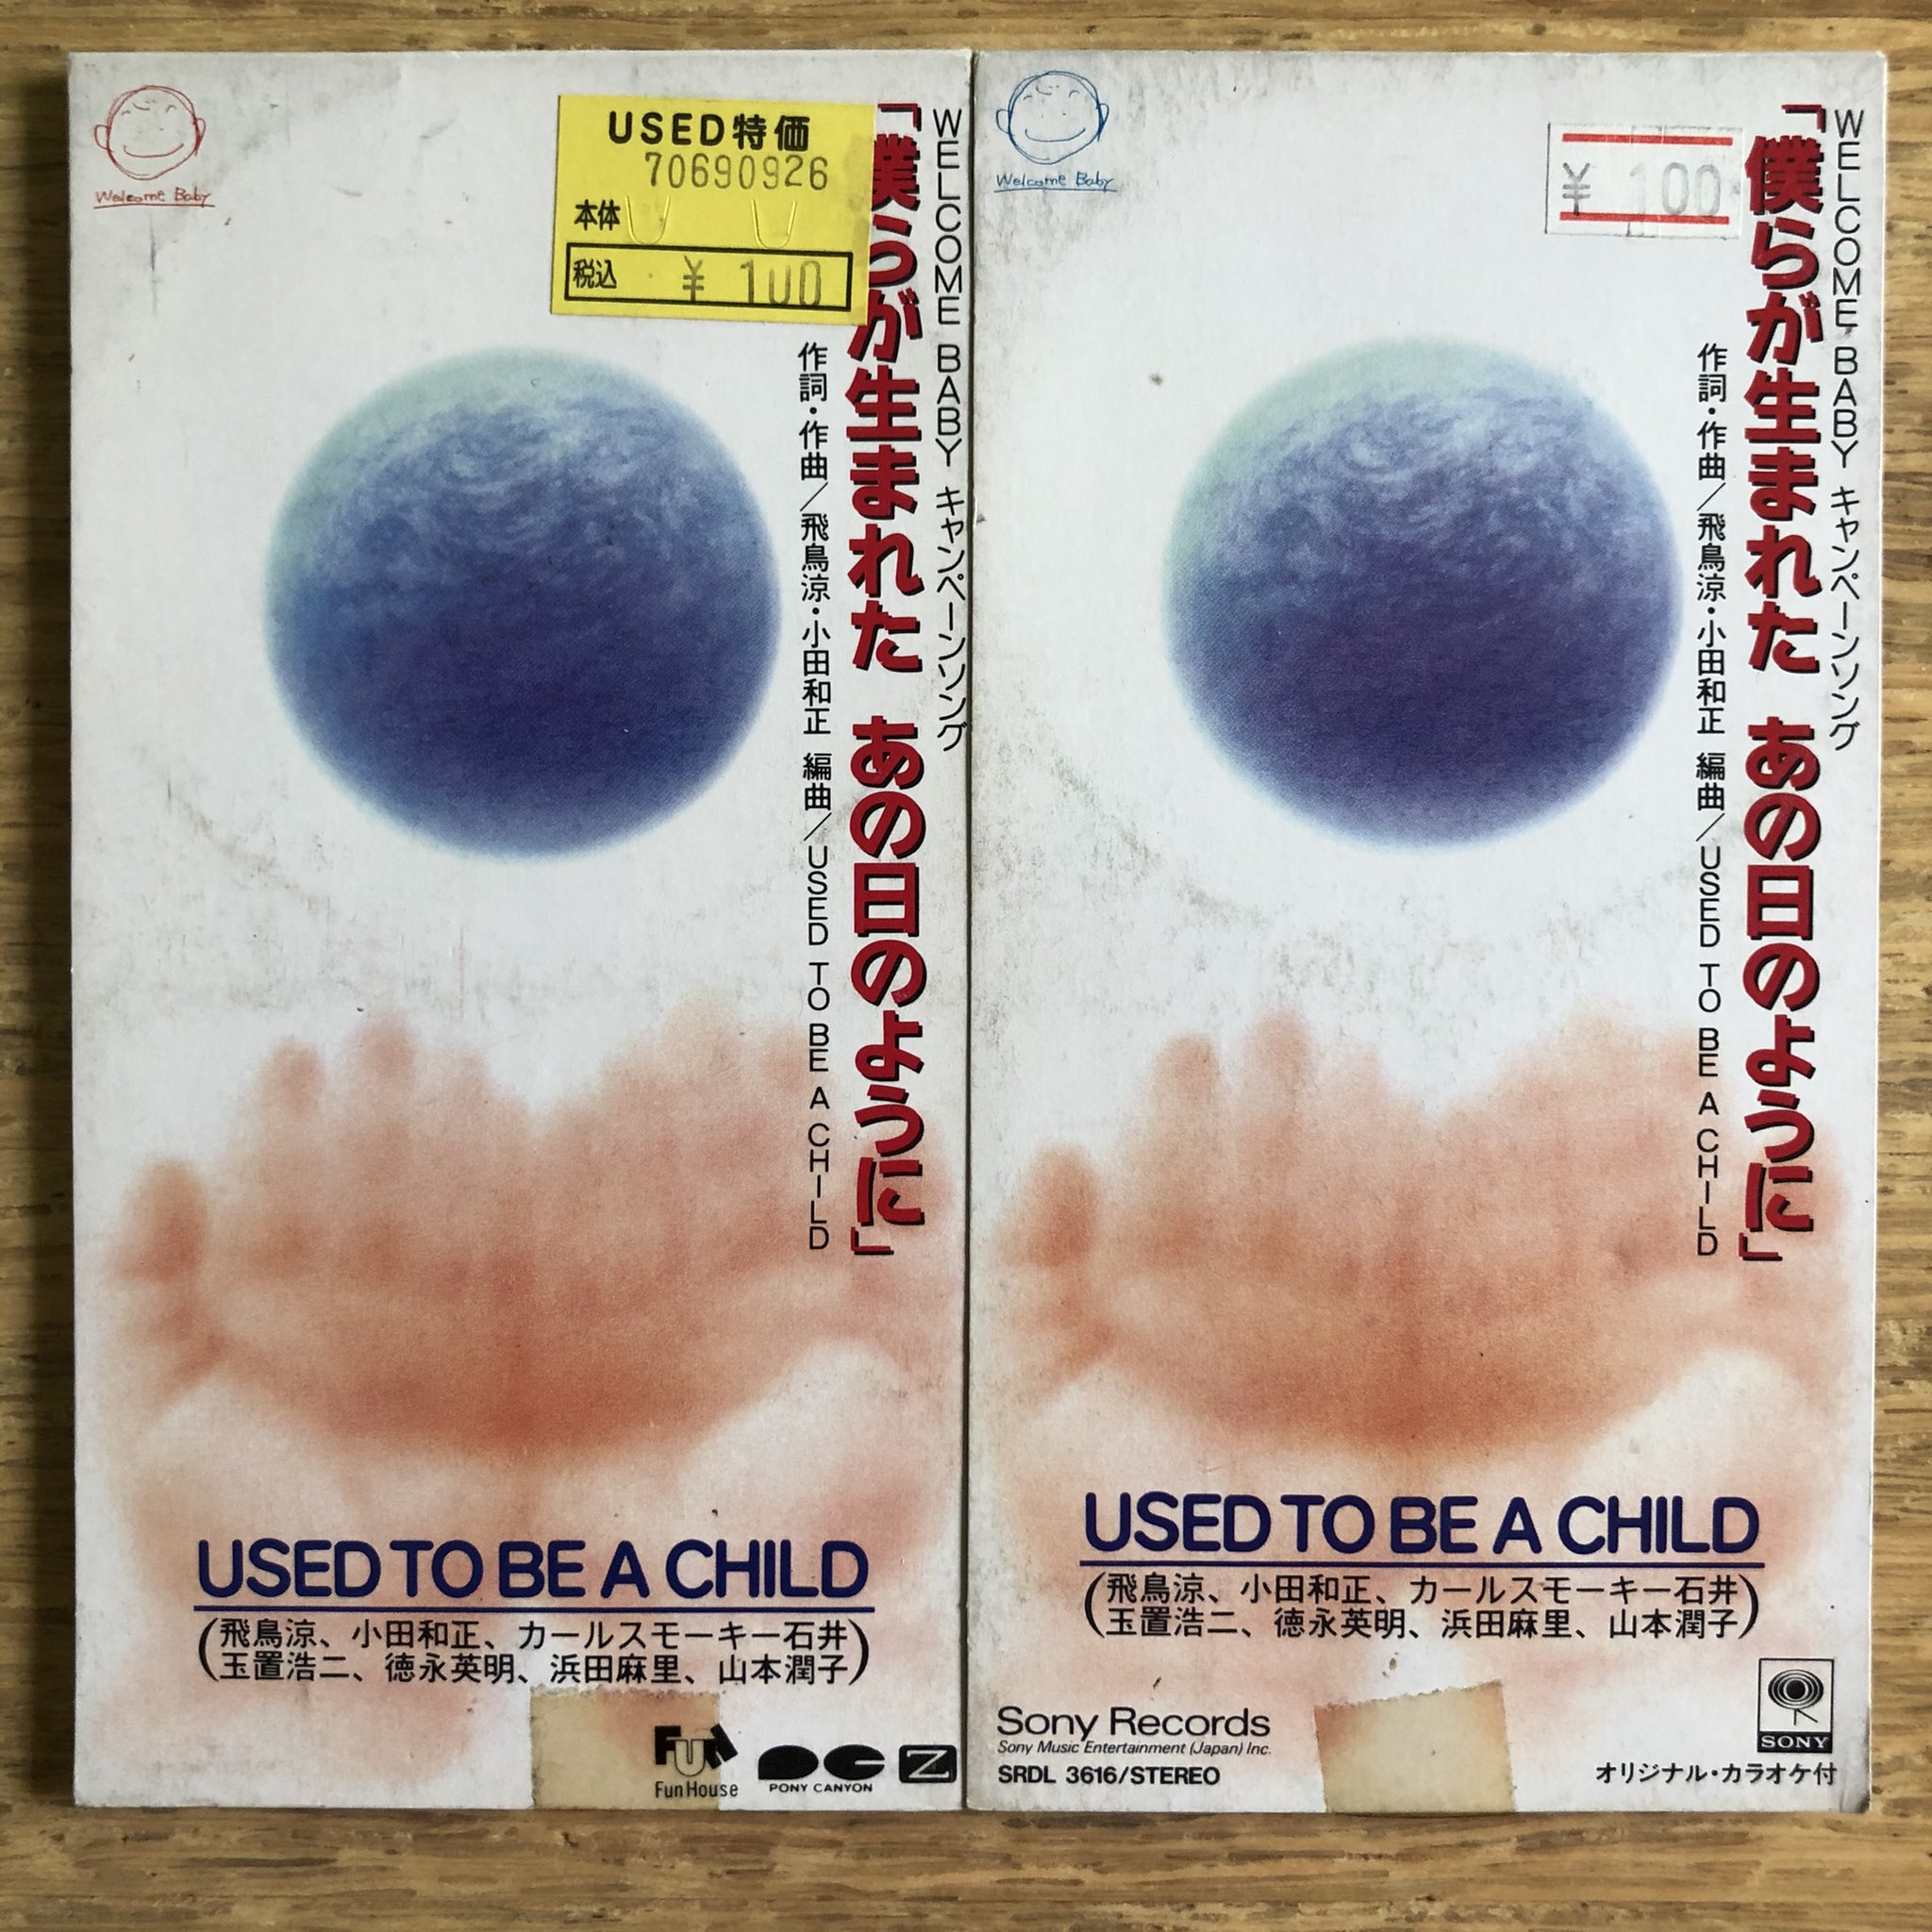 Welcome Baby
USED特価
70690926
本体
税込 ¥ 100
WELCOME BABY キャンペーンソング
「僕らが生まれた あの日のように」
作詞・作曲／飛鳥涼・小田和正 編曲／USED TO BE A CHILD
USED TO BE A CHILD
(飛鳥涼、小田和正、カールスモーキー石井
玉置浩二、徳永英明、浜田麻里、山本潤子)
FUN
Fun House
PONY CANYON
Z
Welcome Baby
¥ 100
WELCOME BABY キャンペーンソング
「僕らが生まれた あの日のように」
作詞・作曲／飛鳥涼・小田和正 編曲／USED TO BE A CHILD
USED TO BE A CHILD
(飛鳥涼、小田和正、カールスモーキー石井
玉置浩二、徳永英明、浜田麻里、山本潤子)
Sony Records
Sony Music Entertainment (Japan) Inc.
SRDL 3616/STEREO
SONY
オリジナル・カラオケ付